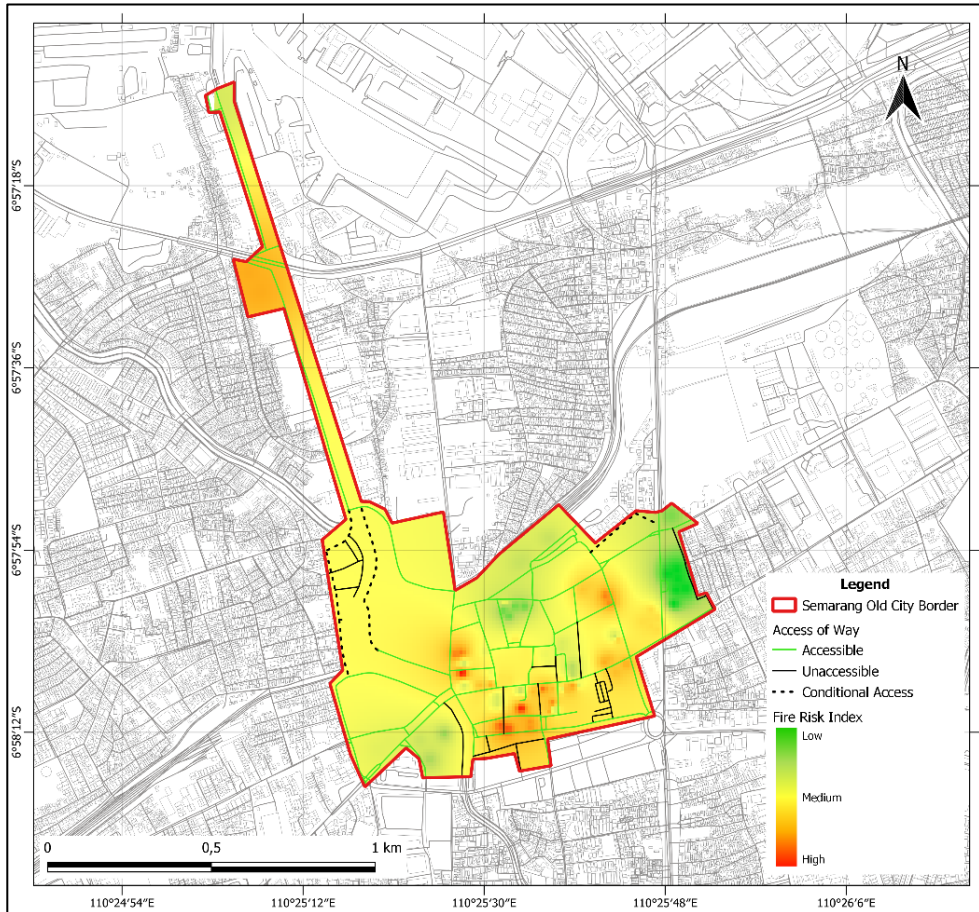 N
6°57'18"S
6°57'36"S
6°57'54"S
6°58'12"S
Legend
Semarang Old City Border
Access of Way
Accessible
Unaccessible
Conditional Access
Fire Risk Index
Low
Medium
High
0 0,5 1 km
110°24'54"E 110°25'12"E 110°25'30"E 110°25'48"E 110°26'6"E